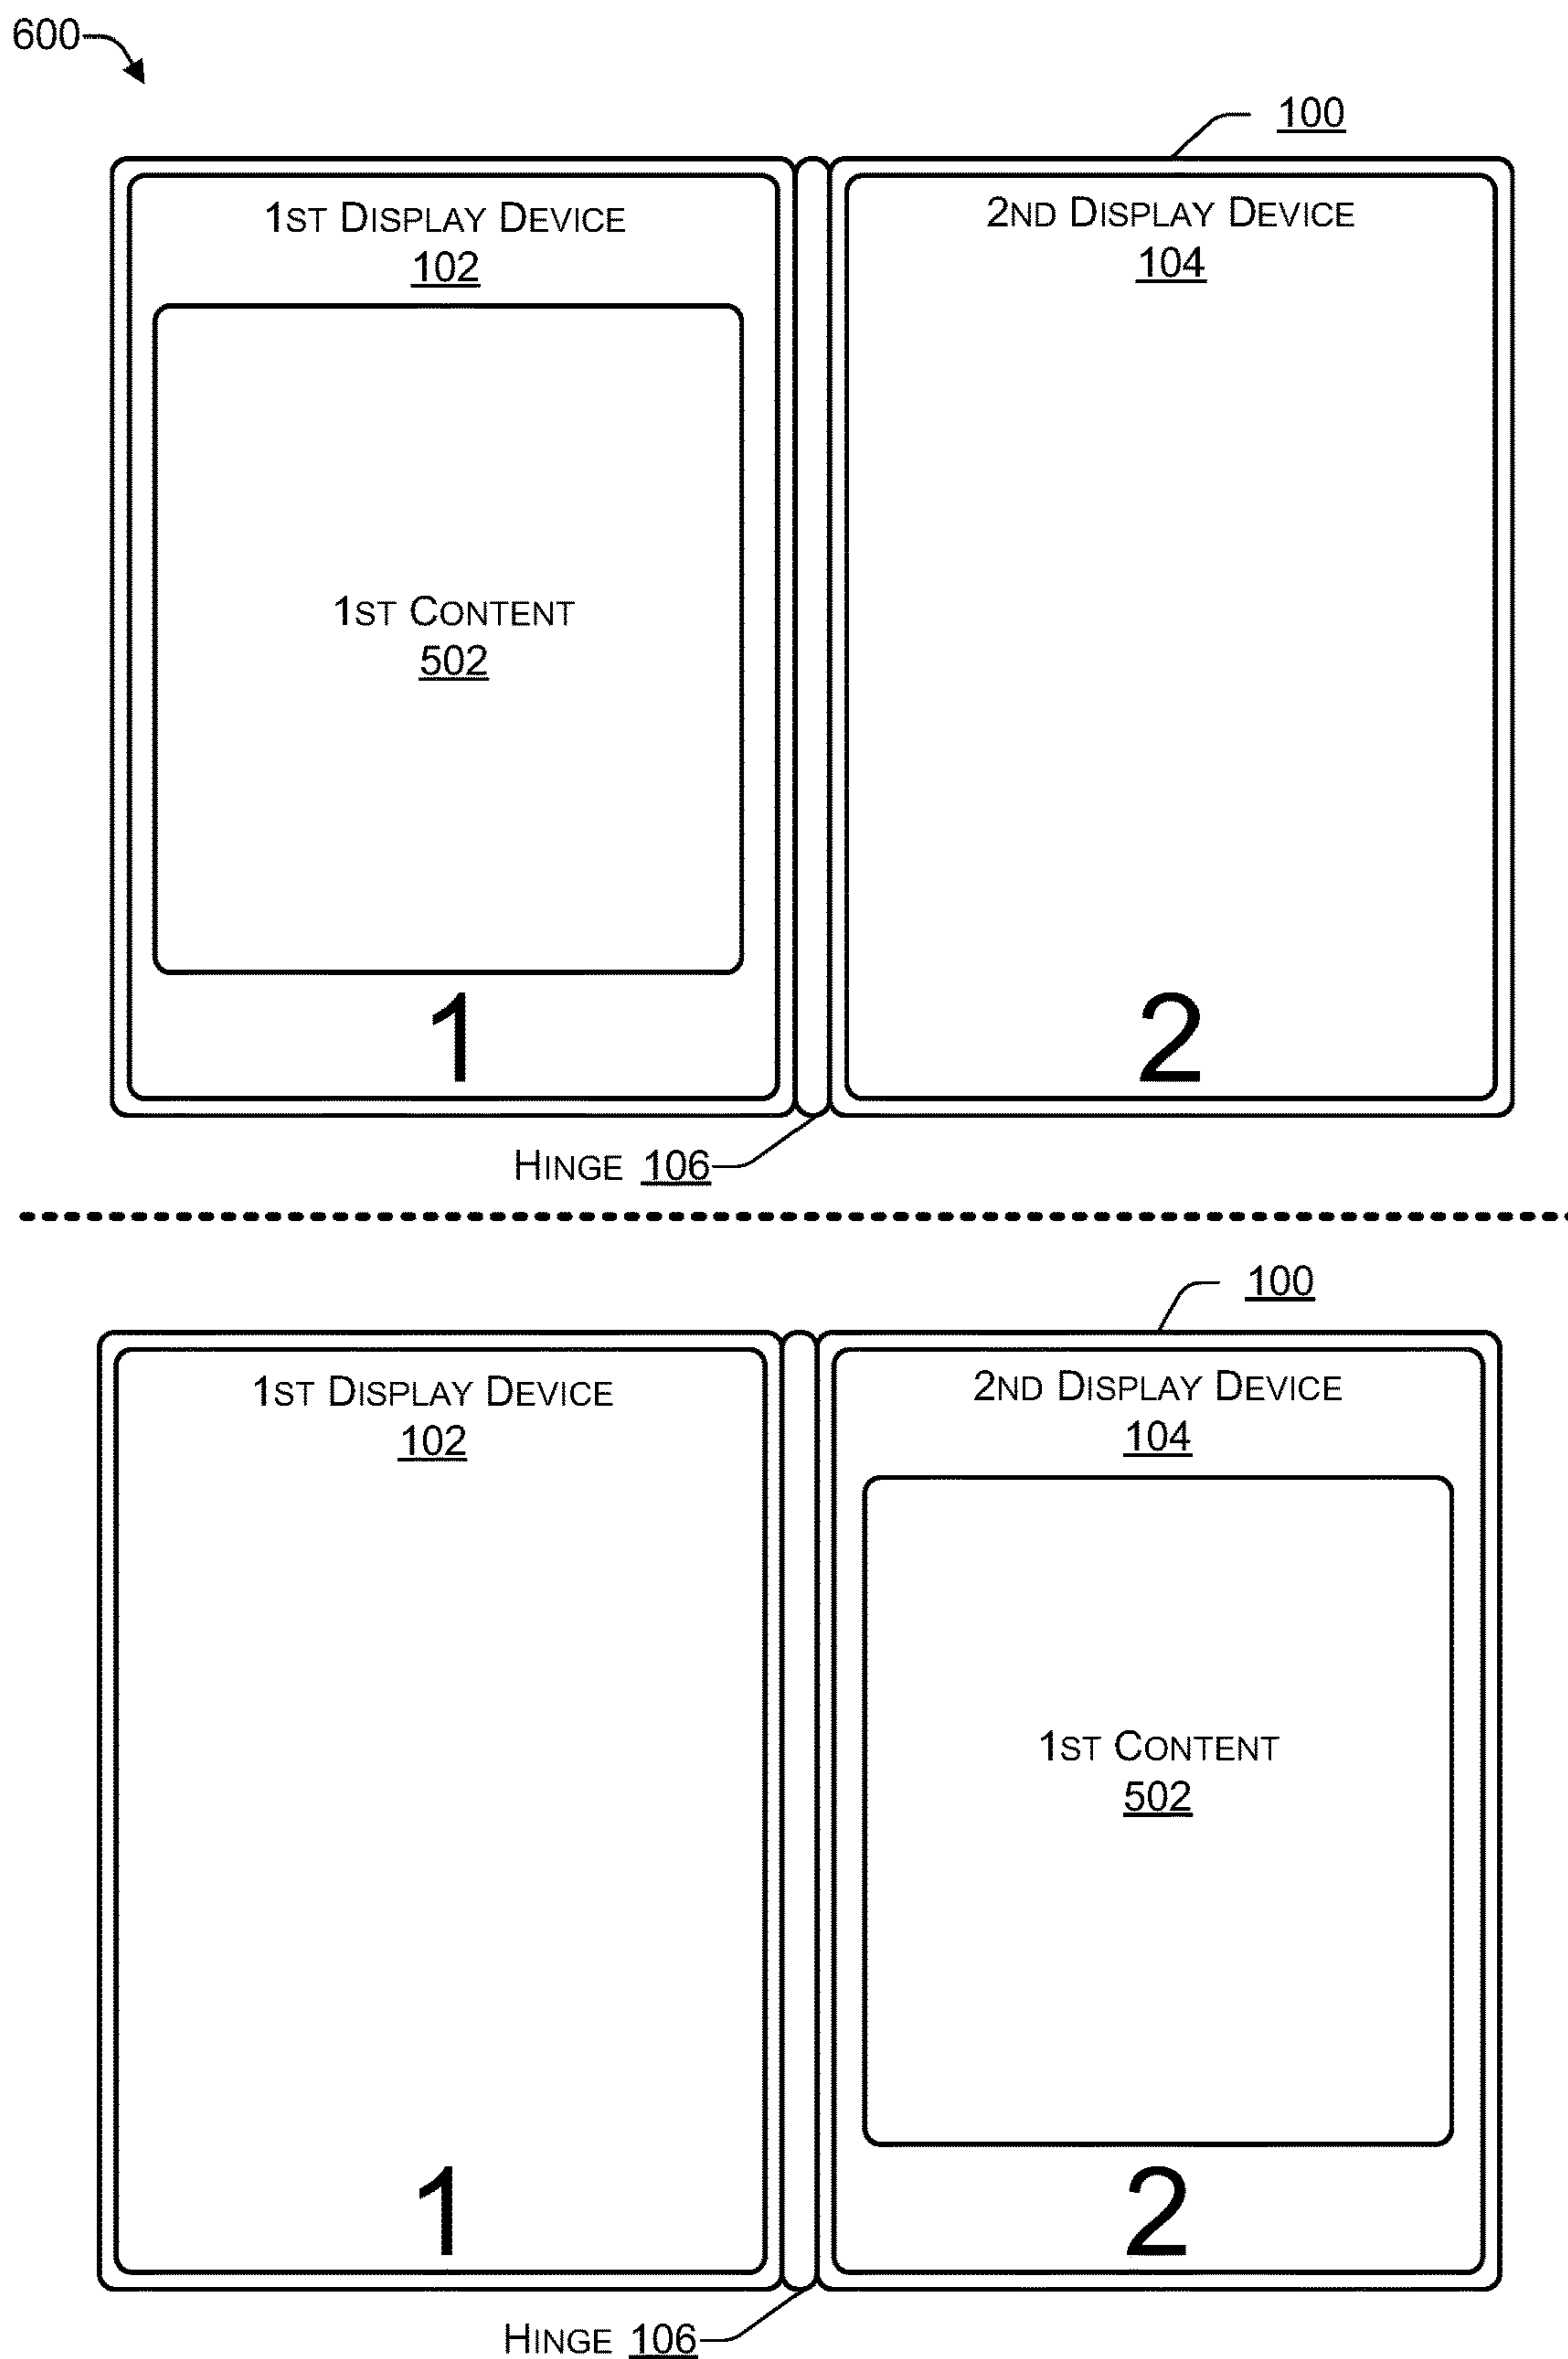 600
100
1ST DISPLAY DEVICE
102
2ND DISPLAY DEVICE
104
1ST CONTENT
502
1
2
HINGE 106
100
1ST DISPLAY DEVICE
102
2ND DISPLAY DEVICE
104
1ST CONTENT
502
1
2
HINGE 106